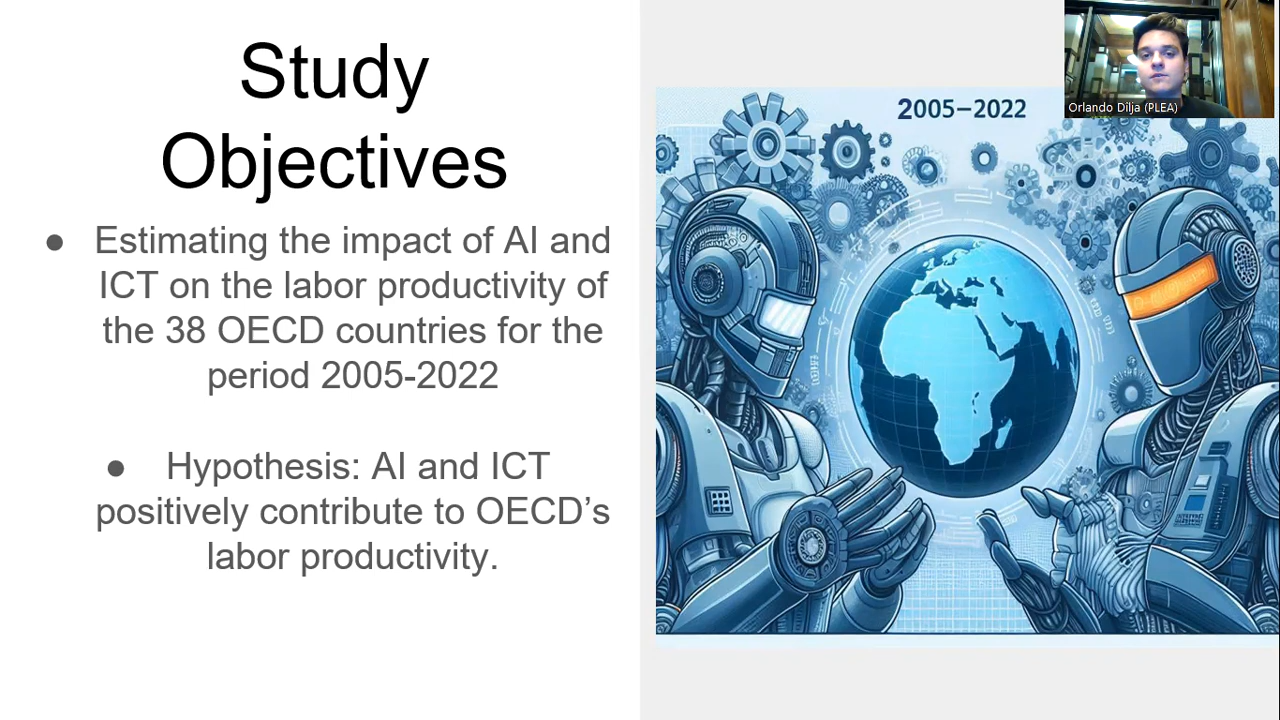 Study
Objectives
● Estimating the impact of AI and
ICT on the labor productivity of
the 38 OECD countries for the
period 2005-2022
● Hypothesis: AI and ICT
positively contribute to OECD’s
labor productivity.
2005–2022
Orlando Dilja (PLEA)